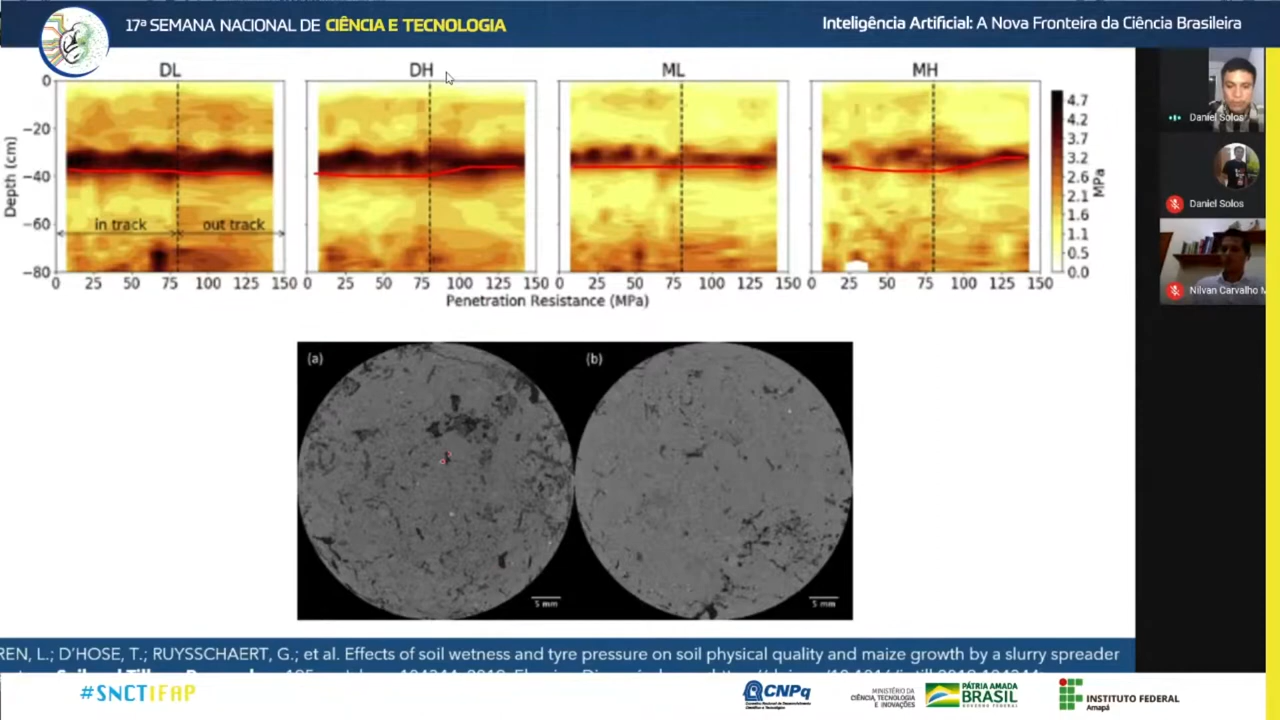 17ª SEMANA NACIONAL DE CIÊNCIA E TECNOLOGIA
Inteligência Artificial: A Nova Fronteira da Ciência Brasileira
DL
DH
ML
MH
0
−20
−40
−60
−80
Depth (cm)
in track
out track
0 25 50 75 100 125 150
0 25 50 75 100 125 150
0 25 50 75 100 125 150
0 25 50 75 100 125 150
Penetration Resistance (MPa)
4.7
4.2
3.7
3.2
2.6
2.1
1.6
1.1
0.5
0.0
MPa
Daniel Solos
Daniel Solos
Nilvan Carvalho M
(a)
(b)
5 mm
5 mm
REN, L.; D'HOSE, T.; RUYSSCHAERT, G.; et al. Effects of soil wetness and tyre pressure on soil physical quality and maize growth by a slurry spreader
#SNCTIFAP
CNPq
MINISTÉRIO DA
CIÊNCIA, TECNOLOGIA
E INOVAÇÕES
PÁTRIA AMADA
BRASIL
GOVERNO FEDERAL
INSTITUTO FEDERAL
Amapá